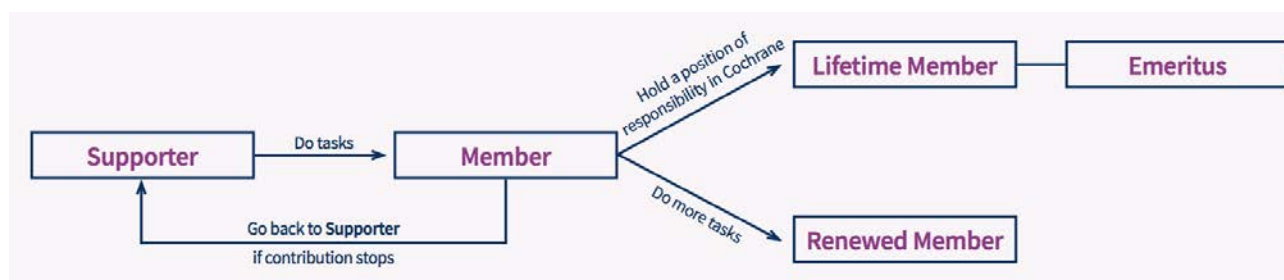 Hold a position of
responsibility in Cochrane
Lifetime Member
Emeritus
Supporter
Do tasks
Member
Go back to Supporter
if contribution stops
Do more tasks
Renewed Member